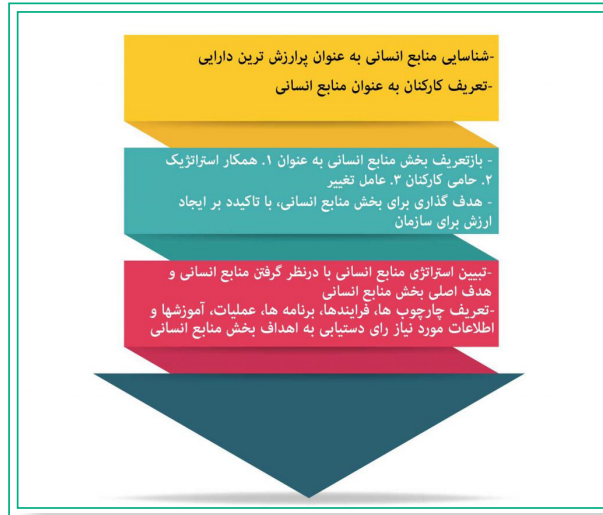 -شناسایی منابع انسانی به عنوان پرارزش ترین دارایی
-تعریف کارکنان به عنوان منابع انسانی
- بازتعریف بخش منابع انسانی به عنوان ۱. همکار استراتژیک
۲. حامی کارکنان ۳. عامل تغییر
- هدف گذاری برای بخش منابع انسانی، با تاکیدد بر ایجاد
ارزش برای سازمان
-تبیین استراتژی منابع انسانی با درنظر گرفتن منابع انسانی و
هدف اصلی بخش منابع انسانی
-تعریف چارچوب ها، فرایندها، برنامه ها، عملیات، آموزشها و
اطلاعات مورد نیاز رای دستیابی به اهداف بخش منابع انسانی